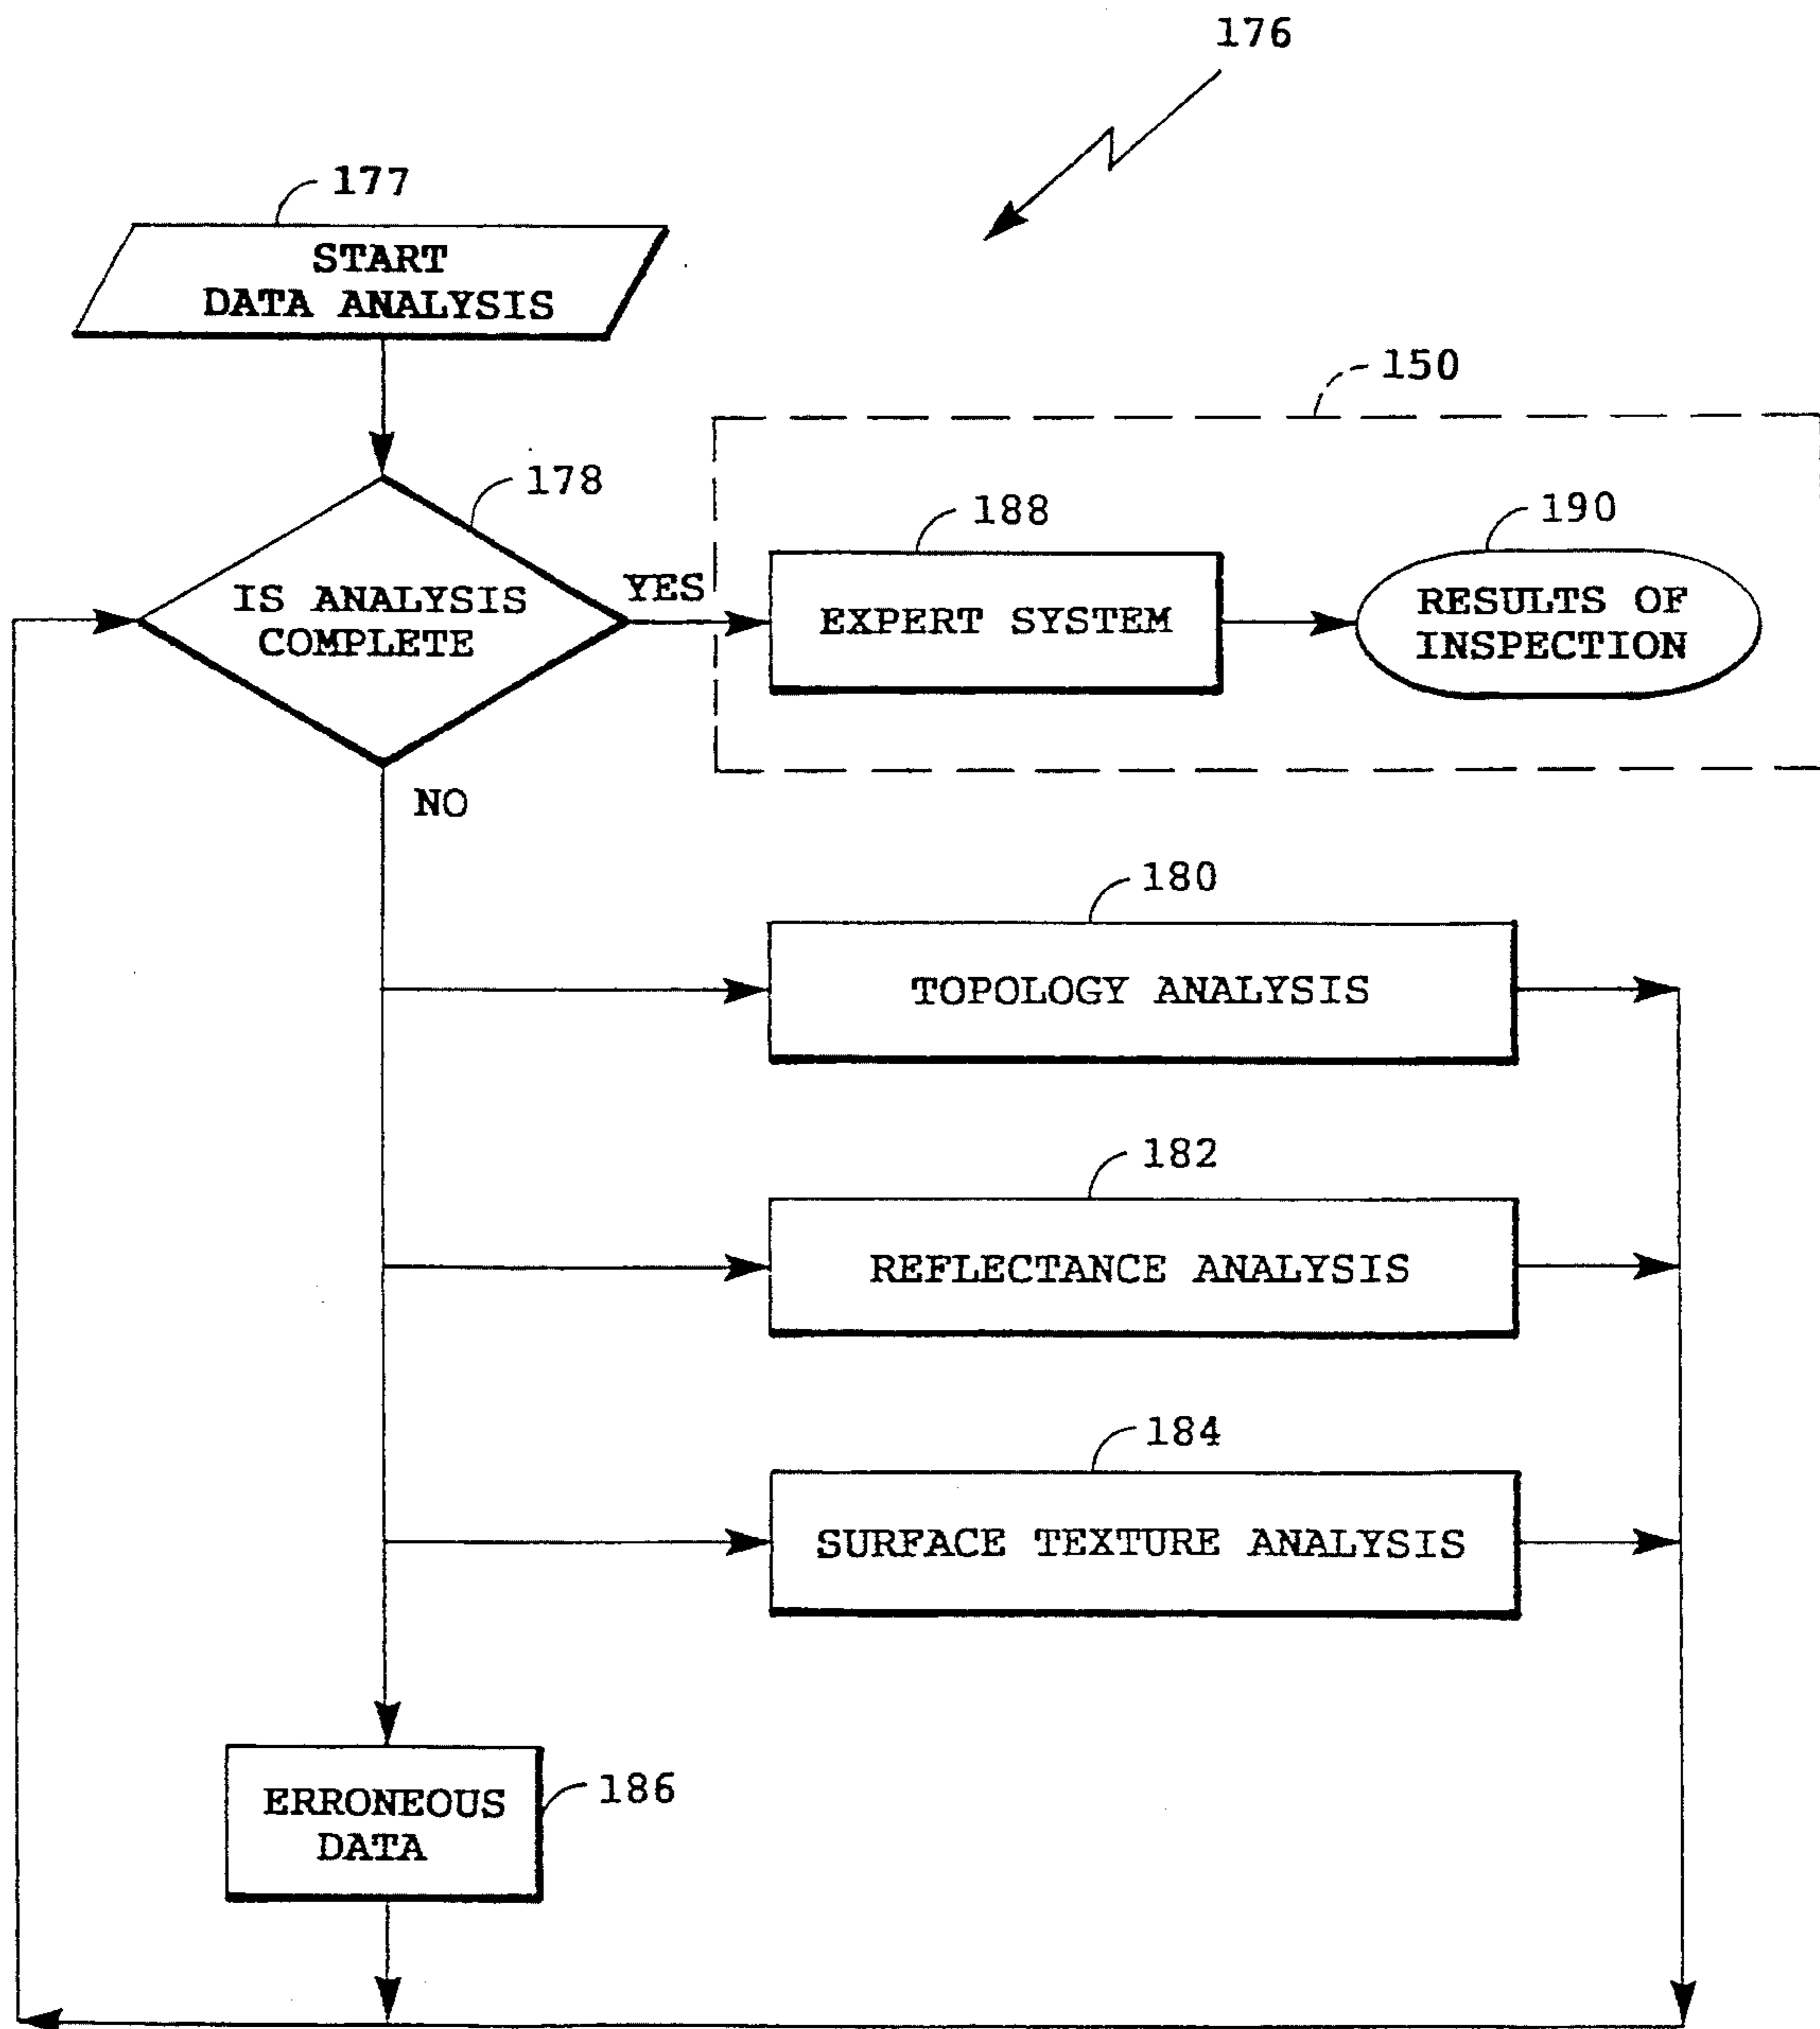 176
177
START
DATA ANALYSIS
150
178
188
190
IS ANALYSIS
COMPLETE
YES
EXPERT SYSTEM
RESULTS OF
INSPECTION
NO
180
TOPOLOGY ANALYSIS
182
REFLECTANCE ANALYSIS
184
SURFACE TEXTURE ANALYSIS
186
ERRONEOUS
DATA